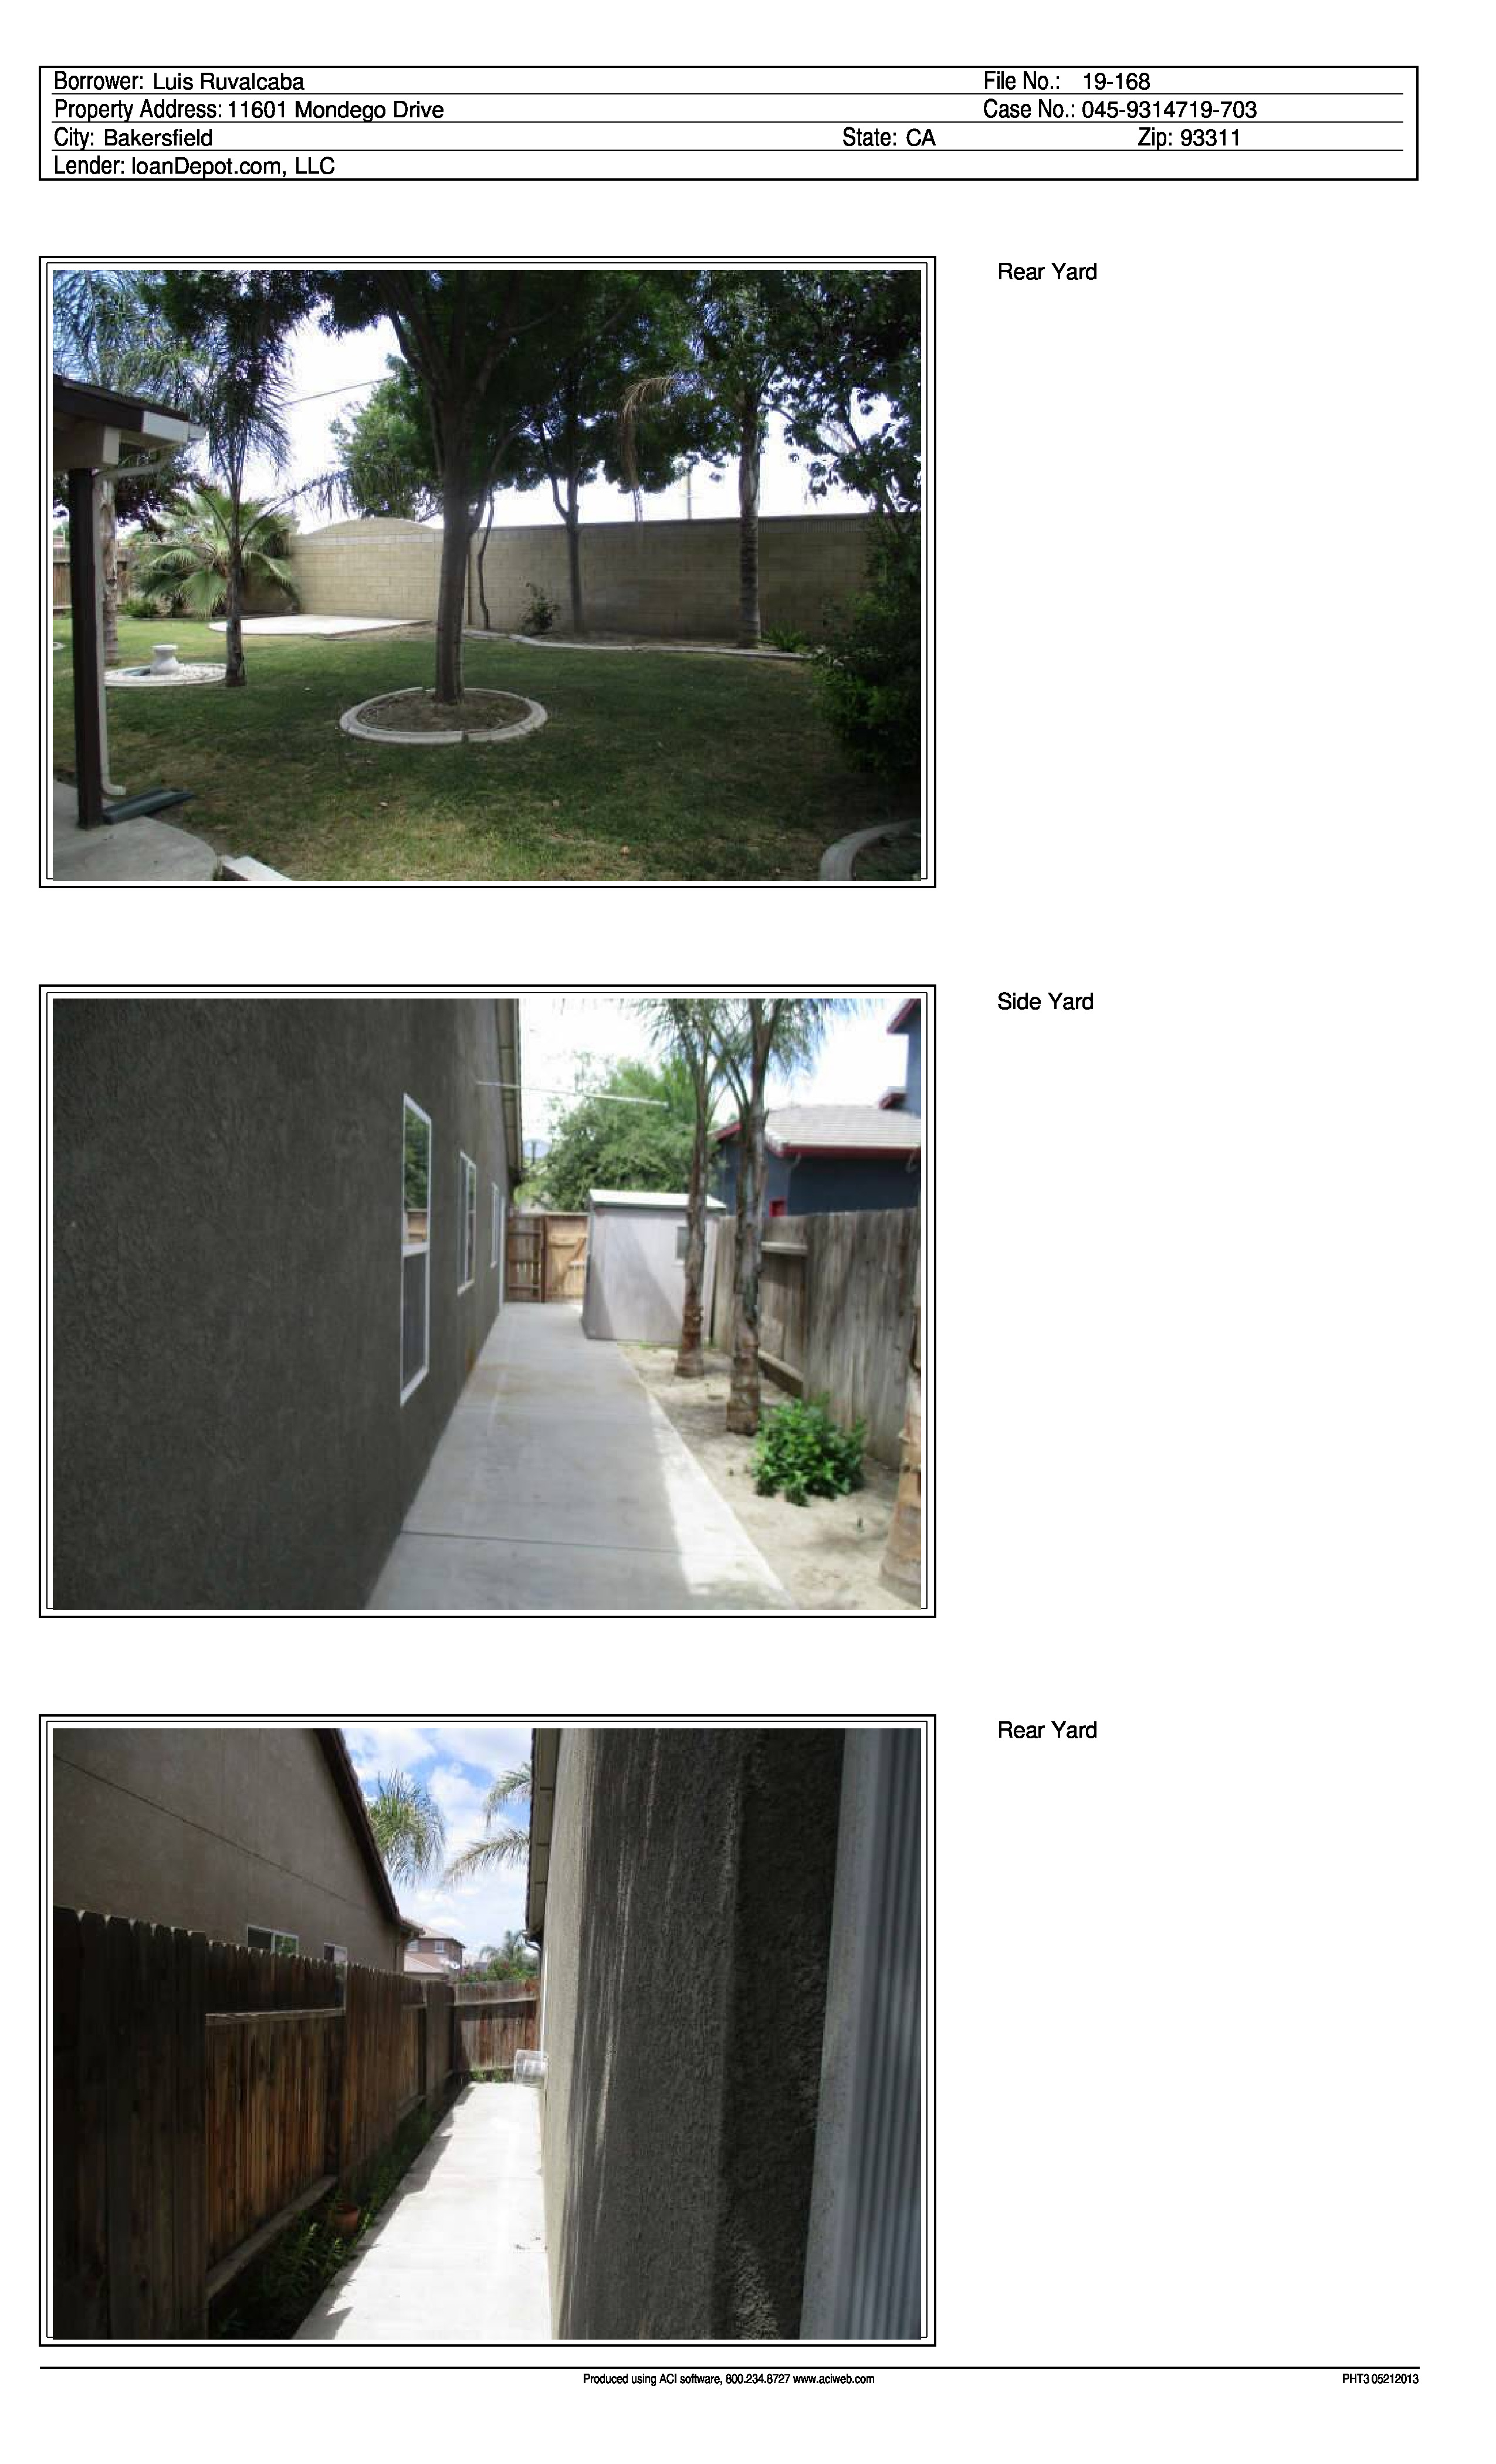 Borrower: Luis Ruvalcaba File No.: 19-168
Property Address: 11601 Mondego Drive Case No.: 045-9314719-703
City: Bakersfield State: CA Zip: 93311
Lender: loanDepot.com, LLC
Rear Yard
Side Yard
Rear Yard
Produced using ACI software, 800.234.8727 www.aciweb.com PHT3 05212013